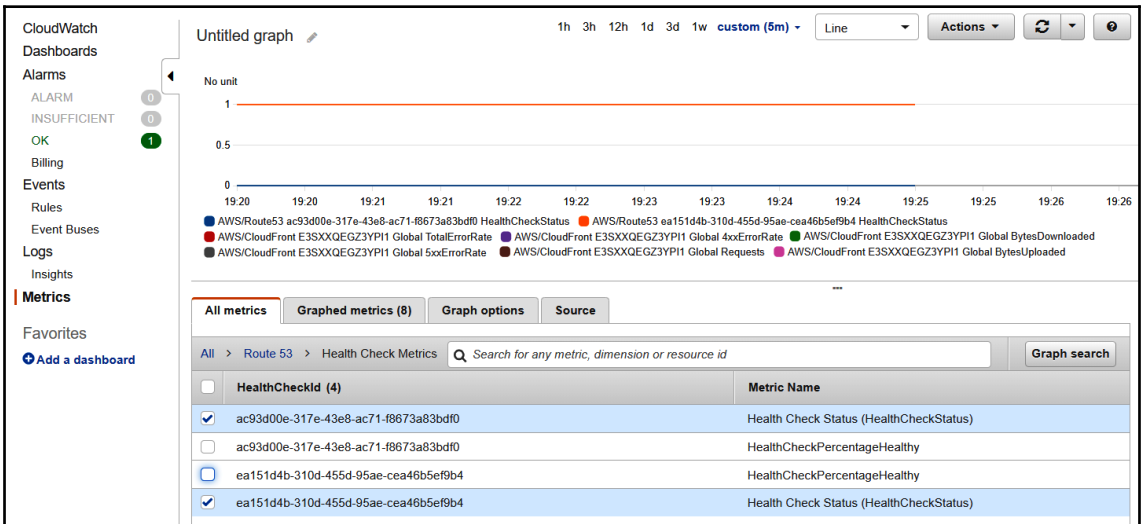 CloudWatch
Dashboards
Alarms
ALARM 0
INSUFFICIENT 0
OK 1
Billing
Events
Rules
Event Buses
Logs
Insights
Metrics
Favorites
Add a dashboard
Untitled graph
1h 3h 12h 1d 3d 1w custom (5m)
Line
Actions
No unit
1
0.5
0
19:20 19:20 19:21 19:21 19:22 19:22 19:23 19:23 19:24 19:24 19:25 19:25 19:26 19:26
AWS/Route53 ac93d00e-317e-43e8-ac71-f8673a83bdf0 HealthCheckStatus AWS/Route53 ea151d4b-310d-455d-95ae-cea46b5ef9b4 HealthCheckStatus
AWS/CloudFront E3SXXQEGZ3YPI1 Global TotalErrorRate AWS/CloudFront E3SXXQEGZ3YPI1 Global 4xxErrorRate AWS/CloudFront E3SXXQEGZ3YPI1 Global BytesDownloaded
AWS/CloudFront E3SXXQEGZ3YPI1 Global 5xxErrorRate AWS/CloudFront E3SXXQEGZ3YPI1 Global Requests AWS/CloudFront E3SXXQEGZ3YPI1 Global BytesUploaded
All metrics Graphed metrics (8) Graph options Source
All > Route 53 > Health Check Metrics Search for any metric, dimension or resource id Graph search
HealthCheckId (4) Metric Name
ac93d00e-317e-43e8-ac71-f8673a83bdf0 Health Check Status (HealthCheckStatus)
ac93d00e-317e-43e8-ac71-f8673a83bdf0 HealthCheckPercentageHealthy
ea151d4b-310d-455d-95ae-cea46b5ef9b4 HealthCheckPercentageHealthy
ea151d4b-310d-455d-95ae-cea46b5ef9b4 Health Check Status (HealthCheckStatus)